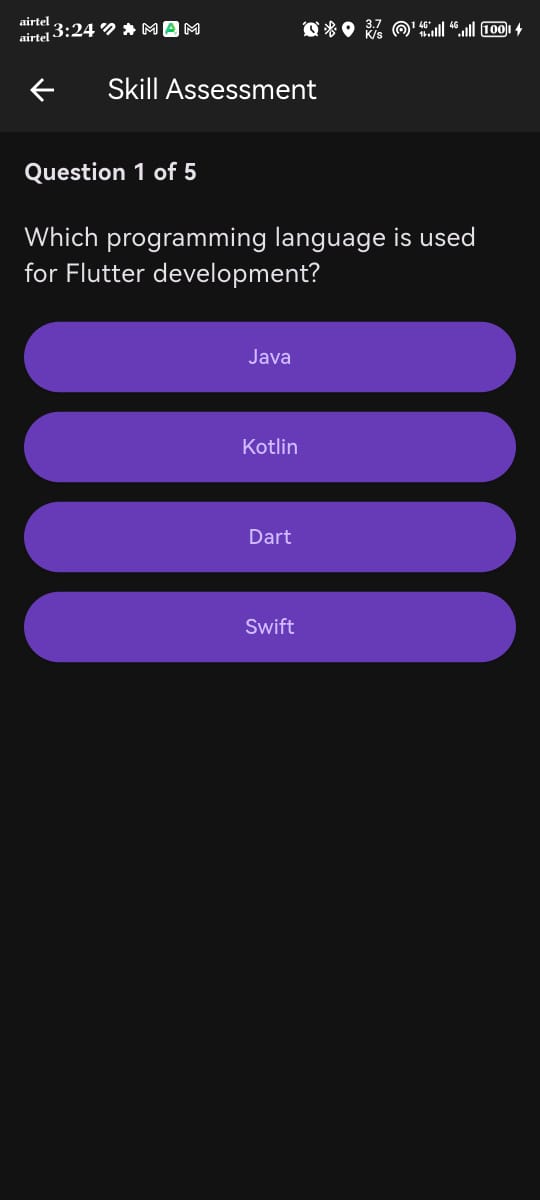 airtel
airtel 3:24
3.7
K/s
1 4G+
4G
100
Skill Assessment
Question 1 of 5
Which programming language is used
for Flutter development?
Java
Kotlin
Dart
Swift